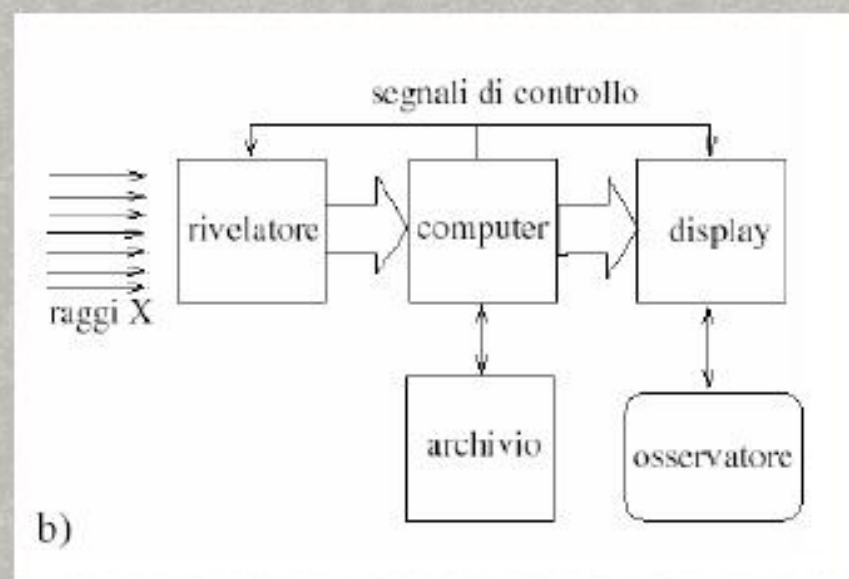 segnali di controllo
rivelatore
computer
display
raggi X
archivio
osservatore
b)